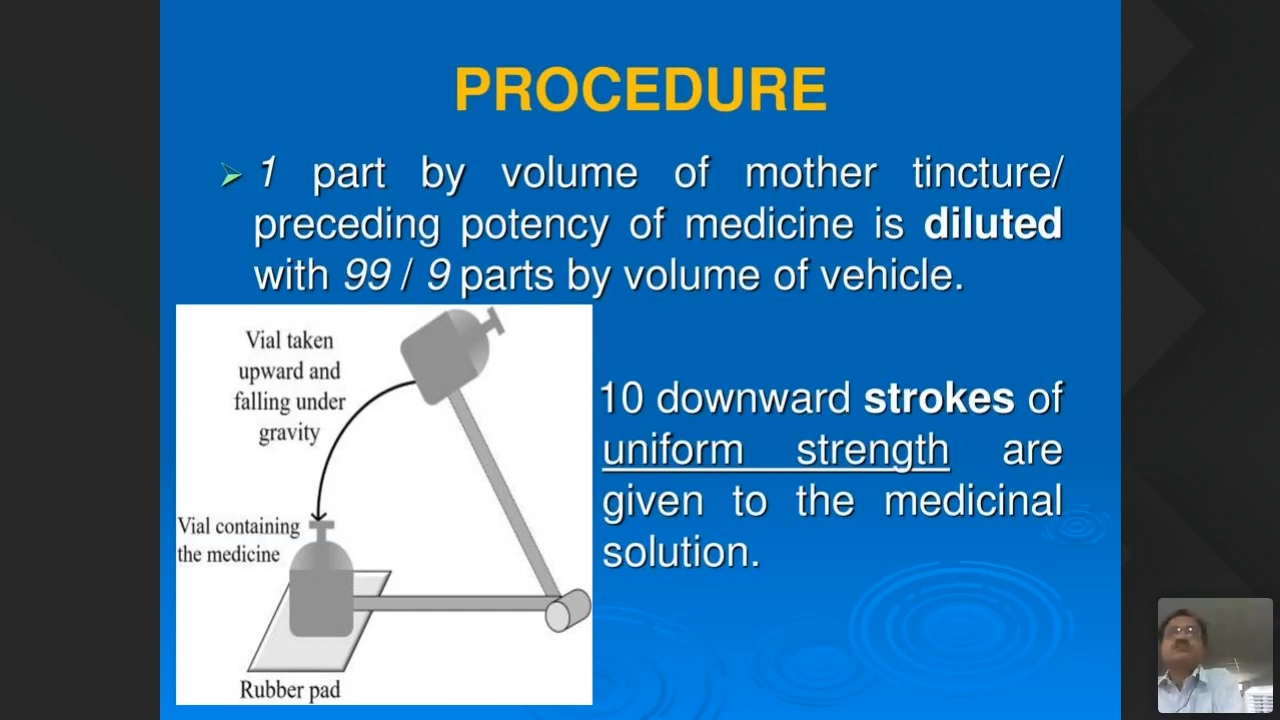 PROCEDURE
1 part by volume of mother tincture/
preceding potency of medicine is diluted
with 99 / 9 parts by volume of vehicle.
Vial taken
upward and
falling under
gravity
10 downward strokes of
uniform strength are
given to the medicinal
solution.
Vial containing
the medicine
Rubber pad